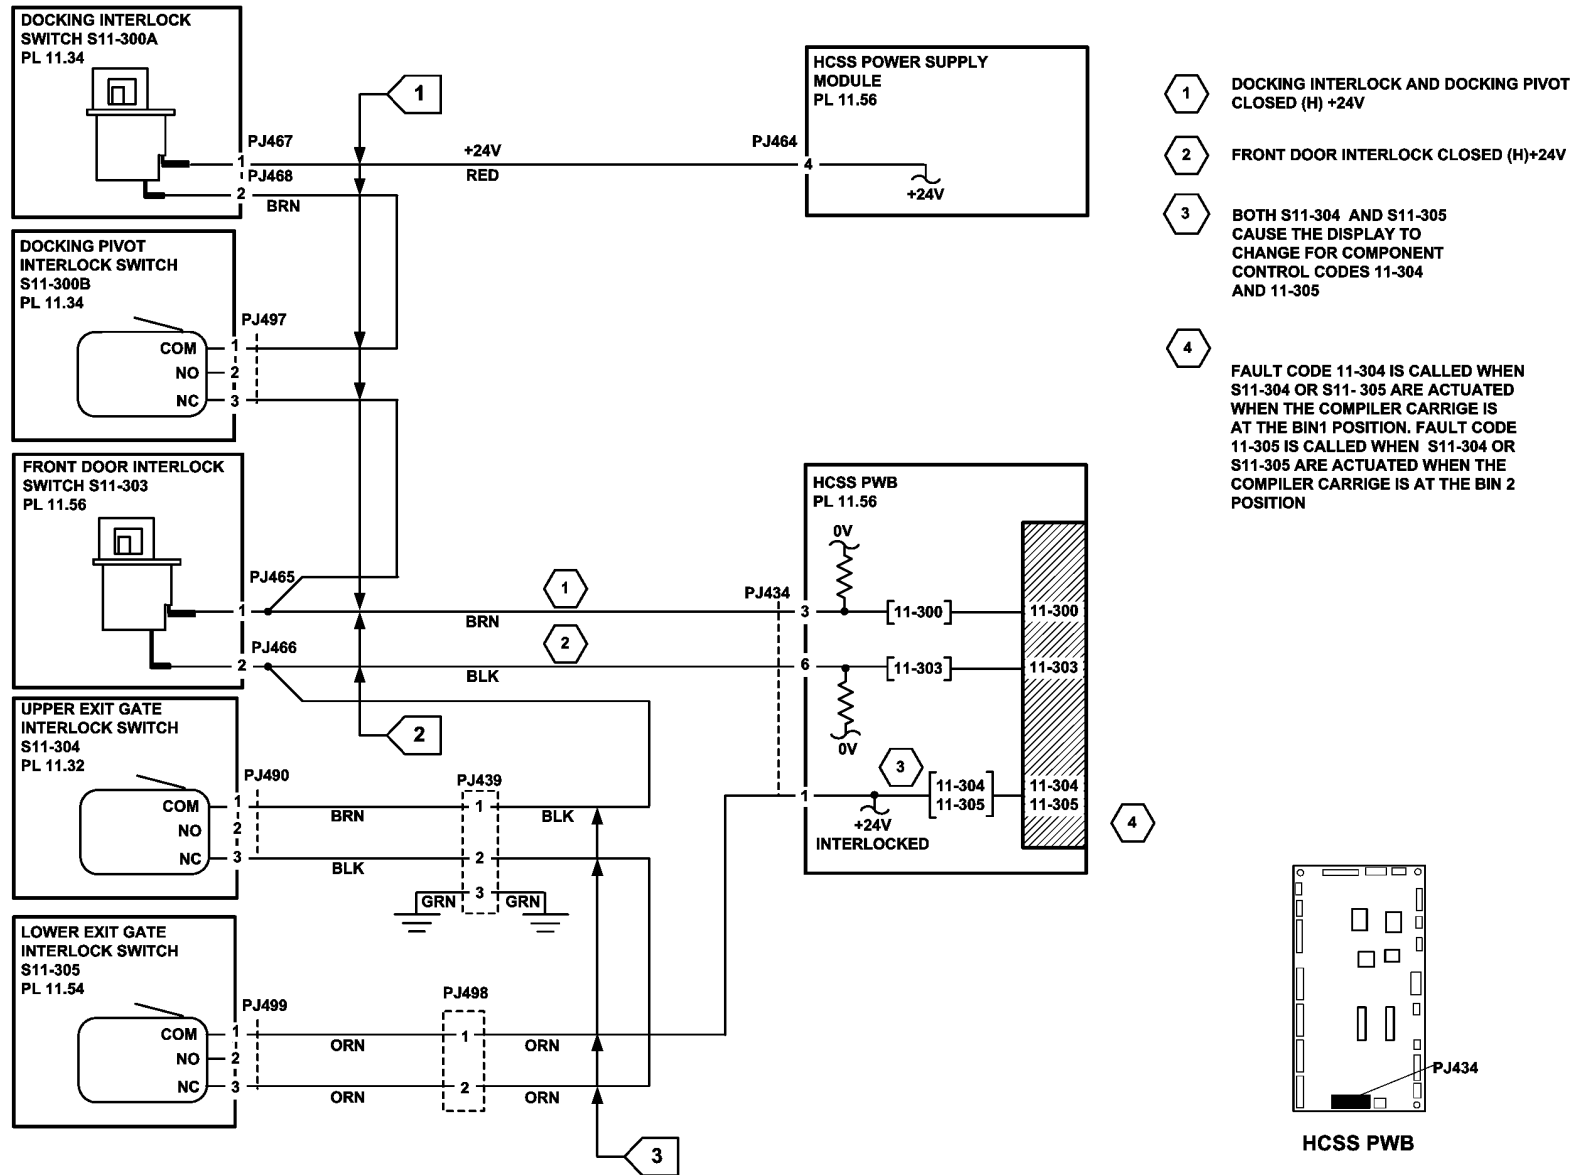 DOCKING INTERLOCK
SWITCH S11-300A
PL 11.34
PJ467
1
PJ468
2
BRN
1
+24V
RED
HCSS POWER SUPPLY
MODULE
PL 11.56
PJ464
4
+24V
1
DOCKING INTERLOCK AND DOCKING PIVOT
CLOSED (H) +24V
2
FRONT DOOR INTERLOCK CLOSED (H)+24V
3
BOTH S11-304 AND S11-305
CAUSE THE DISPLAY TO
CHANGE FOR COMPONENT
CONTROL CODES 11-304
AND 11-305
4
FAULT CODE 11-304 IS CALLED WHEN
S11-304 OR S11- 305 ARE ACTUATED
WHEN THE COMPILER CARRIGE IS
AT THE BIN1 POSITION. FAULT CODE
11-305 IS CALLED WHEN S11-304 OR
S11-305 ARE ACTUATED WHEN THE
COMPILER CARRIGE IS AT THE BIN 2
POSITION
DOCKING PIVOT
INTERLOCK SWITCH
S11-300B
PL 11.34
PJ497
COM 1
NO 2
NC 3
FRONT DOOR INTERLOCK
SWITCH S11-303
PL 11.56
PJ465
1
PJ466
2
1
BRN
2
BLK
2
HCSS PWB
PL 11.56
0V
PJ434
3
11-300
11-300
6
11-303
11-303
0V
3
1
11-304
11-305
11-304
11-305
+24V
INTERLOCKED
4
UPPER EXIT GATE
INTERLOCK SWITCH
S11-304
PL 11.32
PJ490
COM 1
NO 2
NC 3
BRN
BLK
PJ439
1
2
3
BLK
GRN
GRN
LOWER EXIT GATE
INTERLOCK SWITCH
S11-305
PL 11.54
PJ499
COM 1
NO 2
NC 3
ORN
ORN
PJ498
1
2
ORN
ORN
3
PJ434
HCSS PWB